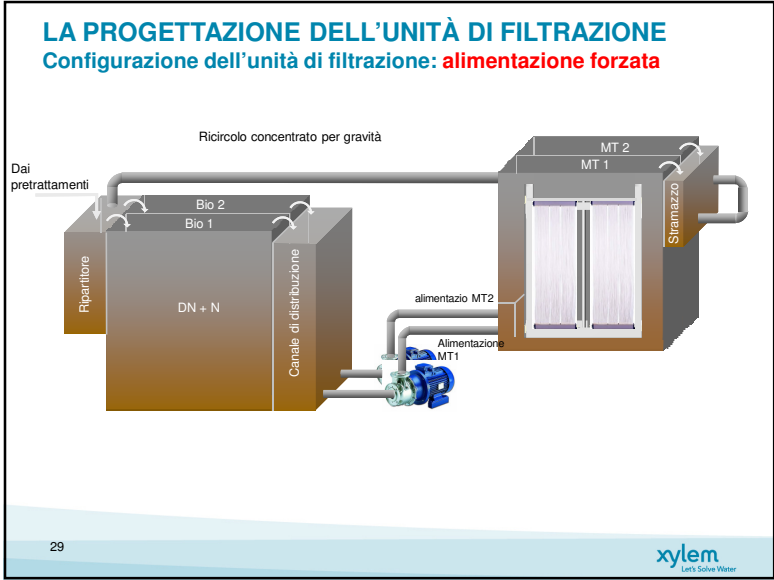 LA PROGETTAZIONE DELL'UNITÀ DI FILTRAZIONE
Configurazione dell'unità di filtrazione: alimentazione forzata
Ricircolo concentrato per gravità
Dai
pretrattamenti
MT 2
MT 1
Bio 2
Bio 1
Stramazzo
Ripartitore
DN + N
Canale di distribuzione
alimentazio MT2
Alimentazione
MT1
29
xylem
Let's Solve Water